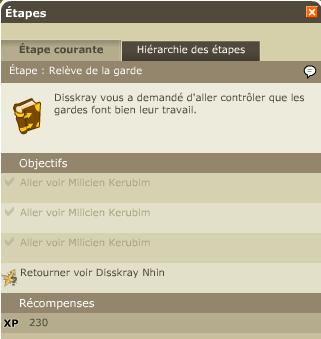 Étapes
Étape courante
Hiérarchie des étapes
Étape : Relève de la garde
Disskray vous a demandé d'aller contrôler que les
gardes font bien leur travail.
Objectifs
Aller voir Milicien Kerubim
Aller voir Milicien Kerubim
Aller voir Milicien Kerubim
Retourner voir Disskray Nhin
Récompenses
XP 230